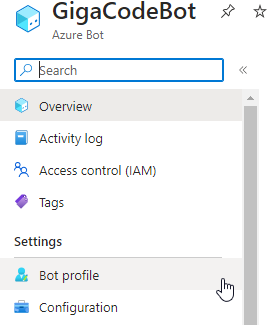 GigaCodeBot
Azure Bot
Search
Overview
Activity log
Access control (IAM)
Tags
Settings
Bot profile
Configuration